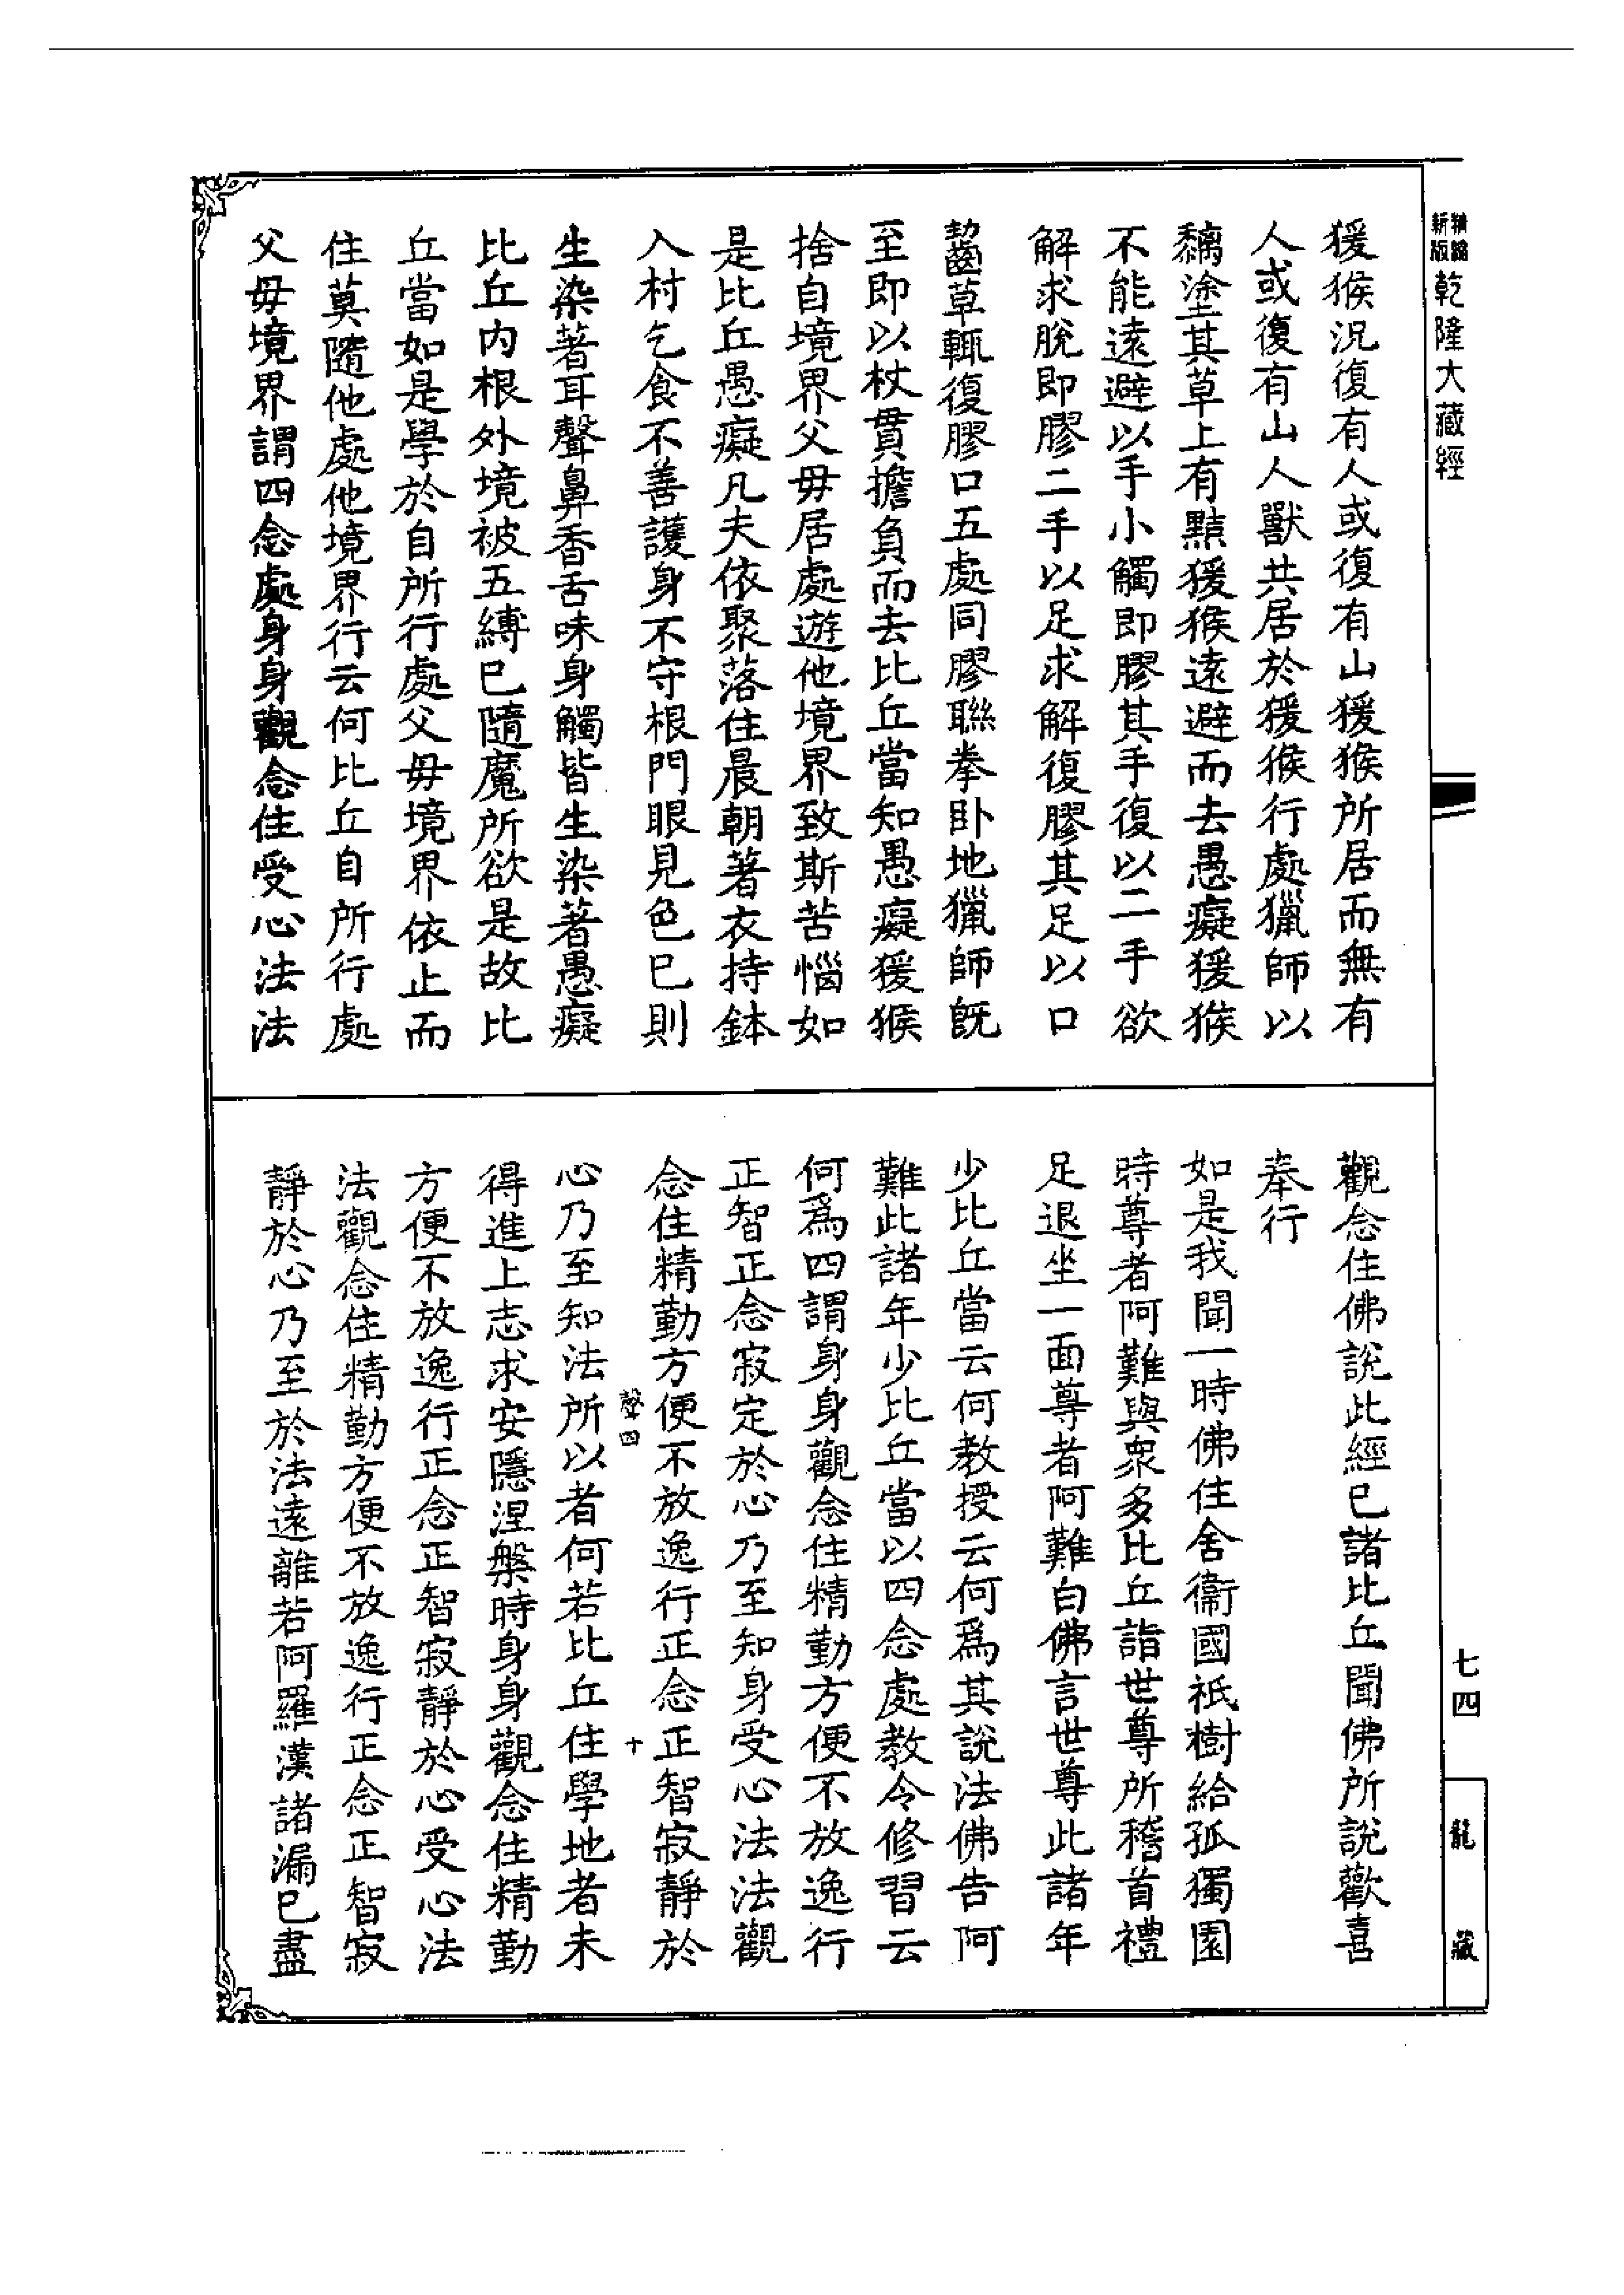 精縮
新版
乾隆大藏經
猨猴況復有人或復有山猨猴所居而無有
人或復有山人獸共居於猨猴行處獵師以
黐塗其草上有黠猨猴遠避而去愚癡猨猴
不能遠避以手小觸即膠其手復以二手欲
解求脫即膠二手以足求解復膠其足以口
齧草輒復膠口五處同膠聯拳卧地獵師旣
至即以杖貫擔負而去比丘當知愚癡猨猴
捨自境界父毋居處遊他境界致斯苦惱如
是比丘愚癡凡夫依聚落住晨朝著衣持鉢
入村乞食不善護身不守根門眼見色已則
生染著耳聲鼻香舌味身觸皆生染著愚癡
比丘內根外境被五縛已隨魔所欲是故比
丘當如是學於自所行處父毋境界依止而
住莫隨他處他境界行云何比丘自所行處
父毋境界謂四念處身身觀念住受心法法
觀念住佛說此經已諸比丘聞佛所說歡喜
奉行
如是我聞一時佛住舍衞國祇樹給孤獨園
時尊者阿難與衆多比丘詣世尊所稽首禮
足退坐一面尊者阿難白佛言世尊此諸年
少比丘當云何教授云何爲其說法佛告阿
難此諸年少比丘當以四念處教令修習云
何爲四謂身身觀念住精勤方便不放逸行
正智正念寂定於心乃至知身受心法法觀
念住精勤方便不放逸行正念正智寂靜於
磬四
十
心乃至知法所以者何若比丘住學地者未
得進上志求安隱涅槃時身身觀念住精勤
方便不放逸行正念正智寂靜於心受心法
法觀念住精勤方便不放逸行正念正智寂
靜於心乃至於法遠離若阿羅漢諸漏已盡
七四
龍藏